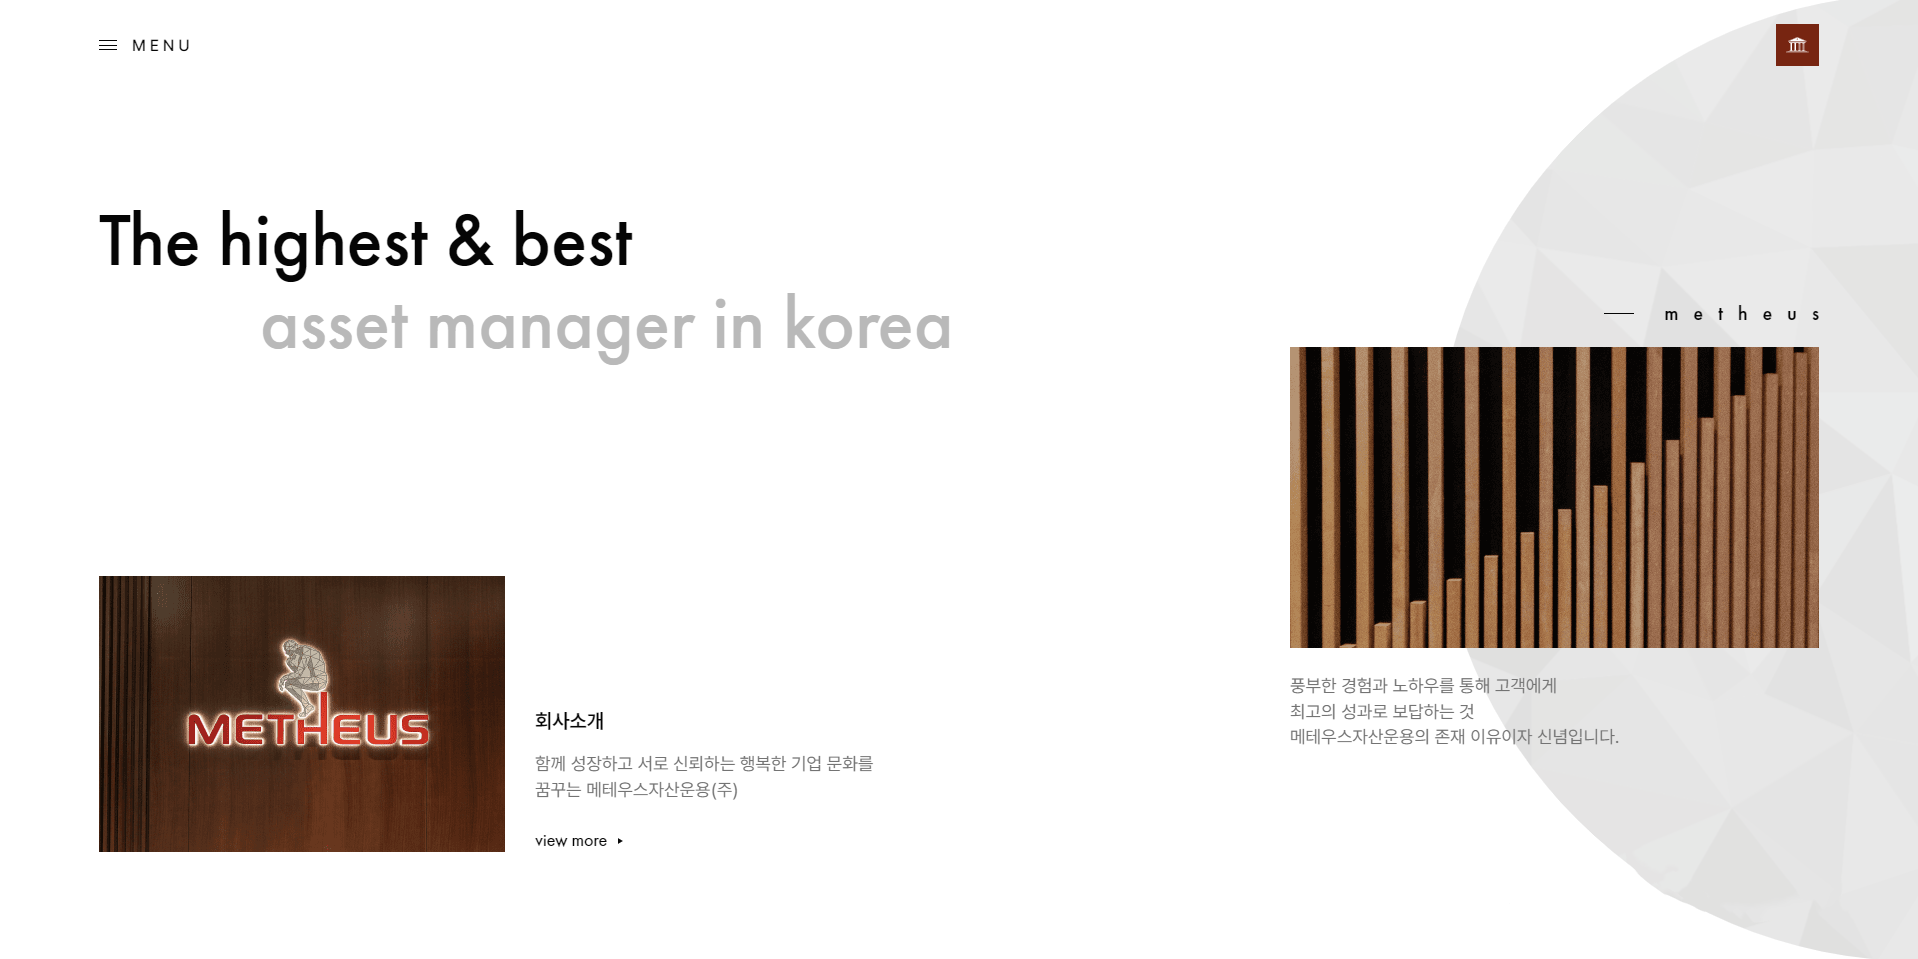 MENU
The highest & best
asset manager in korea
metheus
풍부한 경험과 노하우를 통해 고객에게
최고의 성과로 보답하는 것
메테우스자산운용의 존재 이유이자 신념입니다.
METHEUS
회사소개
함께 성장하고 서로 신뢰하는 행복한 기업 문화를
꿈꾸는 메테우스자산운용(주)
view more